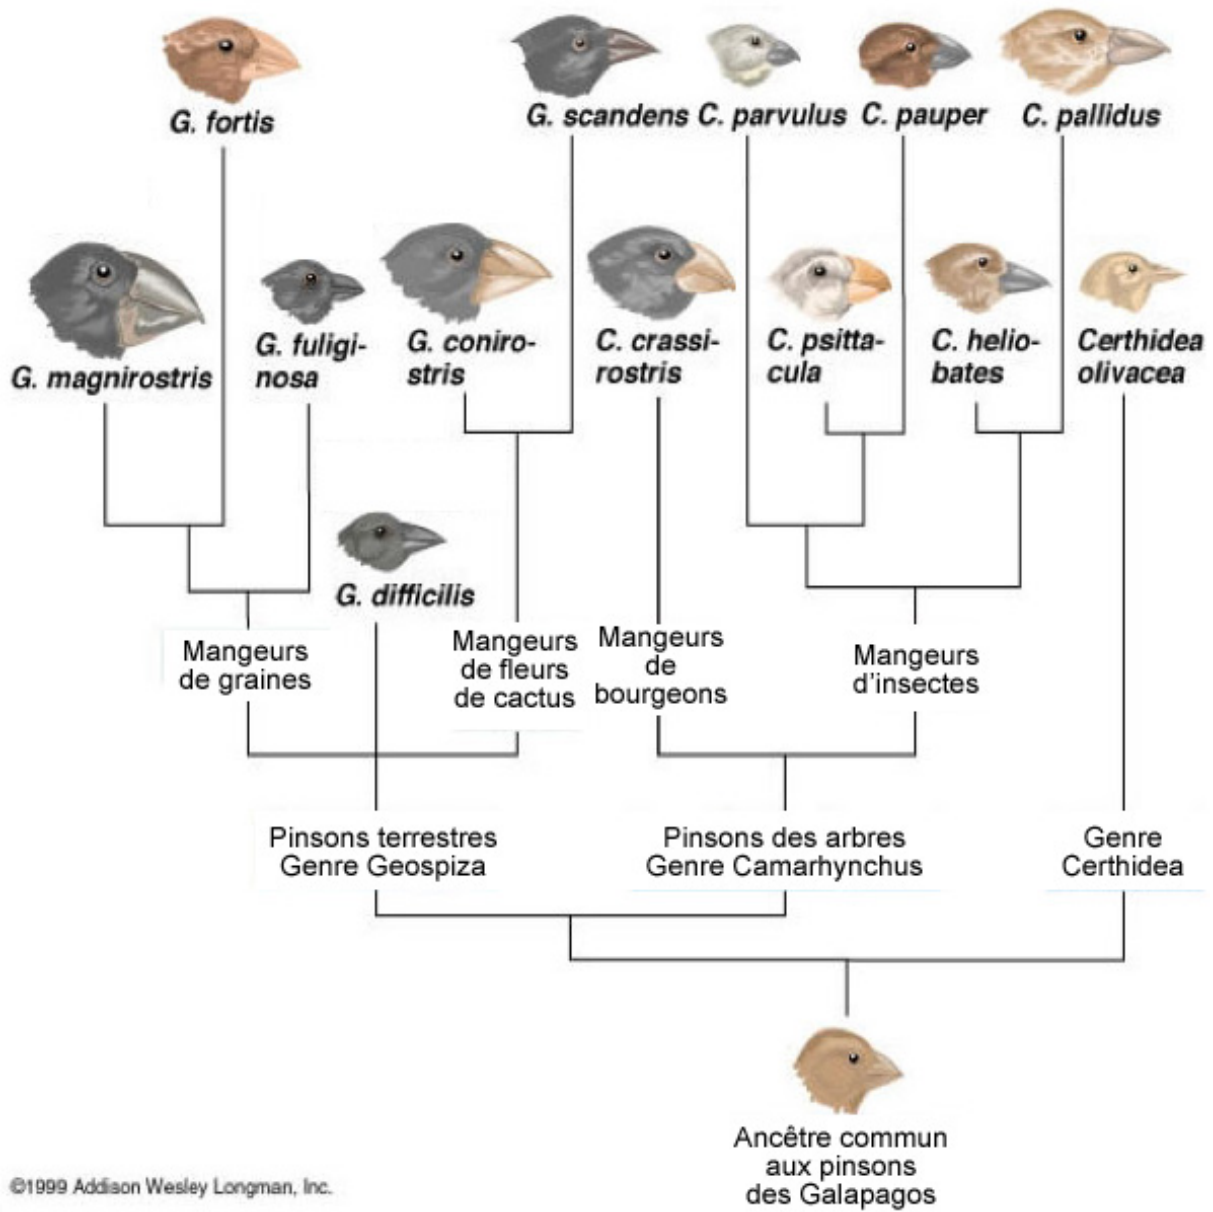 G. fortis
G. scandens
C. parvulus
C. pauper
C. pallidus
G. magnirostris
G. fuligi-
nosa
G. coniro-
stris
C. crassi-
rostris
C. psitta-
cula
C. helio-
bates
Certhidea
olivacea
G. difficilis
Mangeurs
de graines
Mangeurs
de fleurs
de cactus
Mangeurs
de
bourgeons
Mangeurs
d'insectes
Pinsons terrestres
Genre Geospiza
Pinsons des arbres
Genre Camarhynchus
Genre
Certhidea
Ancêtre commun
aux pinsons
des Galapagos
©1999 Addison Wesley Longman, Inc.